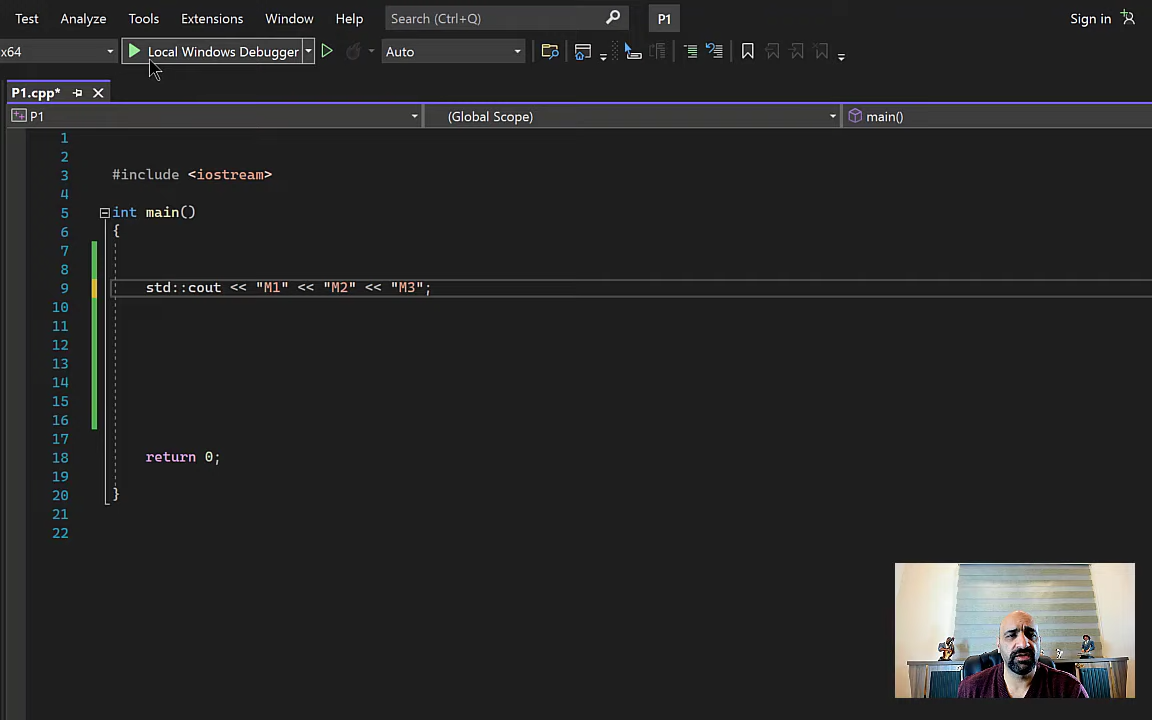 Test Analyze Tools Extensions Window Help Search (Ctrl+Q) P1 Sign in
x64 Local Windows Debugger Auto
P1.cpp*
P1 (Global Scope) main()
1
2
3 #include <iostream>
4
5 int main()
6 {
7
8
9 std::cout << "M1" << "M2" << "M3";
10
11
12
13
14
15
16
17
18 return 0;
19
20 }
21
22